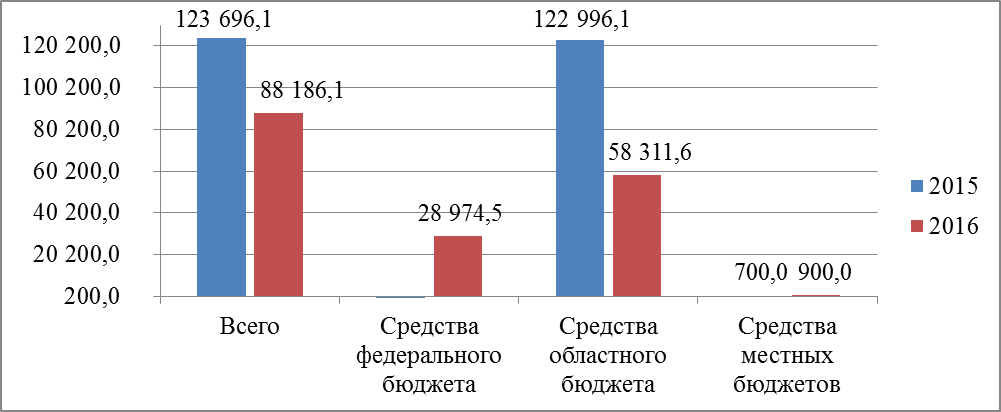 123 696,1
122 996,1
120 200,0
100 200,0
88 186,1
80 200,0
58 311,6
60 200,0
2015
40 200,0
28 974,5
2016
20 200,0
700,0 900,0
200,0
Всего
Средства
федерального
бюджета
Средства
областного
бюджета
Средства
местных
бюджетов